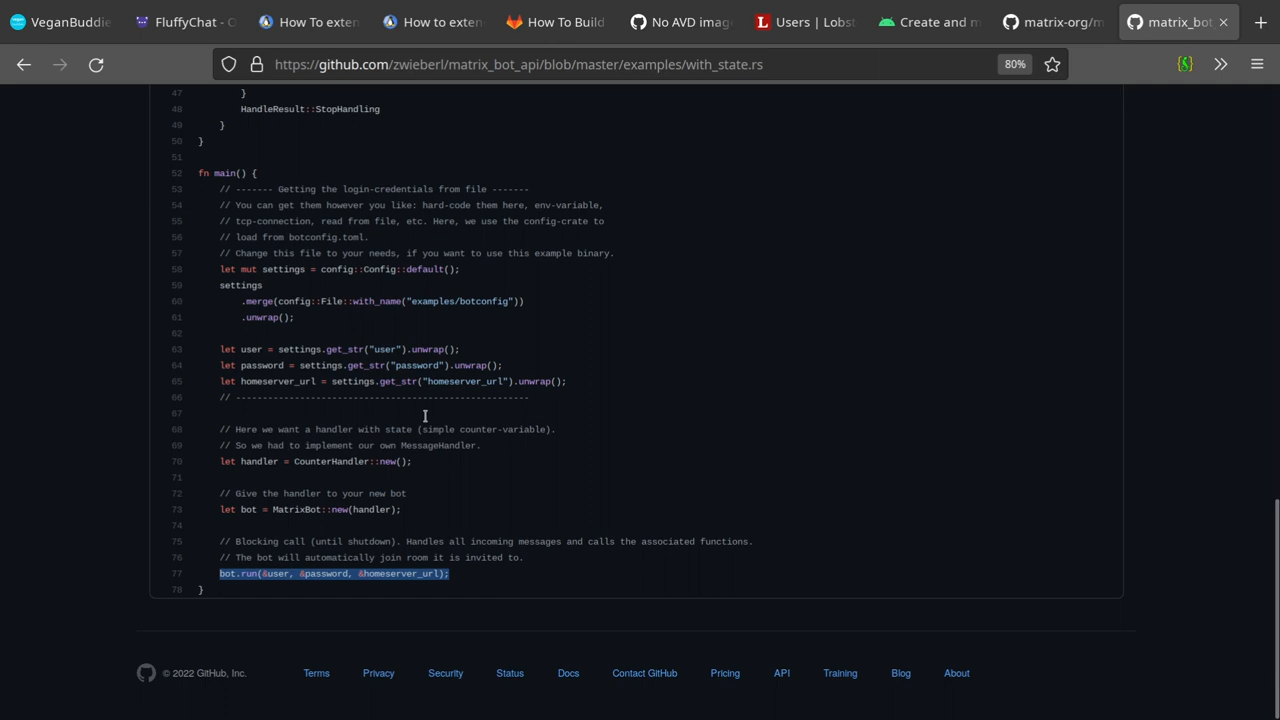 VeganBuddie
FluffyChat - O
How To exten
How to exten
How To Build
No AVD imag
Users | Lobst
Create and m
matrix-org/m
matrix_bot_
https://github.com/zwieberl/matrix_bot_api/blob/master/examples/with_state.rs
80%
47 }
48 HandleResult::StopHandling
49 }
50 }
51
52 fn main() {
53 // ------- Getting the login-credentials from file -------
54 // You can get them however you like: hard-code them here, env-variable,
55 // tcp-connection, read from file, etc. Here, we use the config-crate to
56 // load from botconfig.toml.
57 // Change this file to your needs, if you want to use this example binary.
58 let mut settings = config::Config::default();
59 settings
60 .merge(config::File::with_name("examples/botconfig"))
61 .unwrap();
62
63 let user = settings.get_str("user").unwrap();
64 let password = settings.get_str("password").unwrap();
65 let homeserver_url = settings.get_str("homeserver_url").unwrap();
66 // -------------------------------------------------------
67
68 // Here we want a handler with state (simple counter-variable).
69 // So we had to implement our own MessageHandler.
70 let handler = CounterHandler::new();
71
72 // Give the handler to your new bot
73 let bot = MatrixBot::new(handler);
74
75 // Blocking call (until shutdown). Handles all incoming messages and calls the associated functions.
76 // The bot will automatically join room it is invited to.
77 bot.run(&user, &password, &homeserver_url);
78 }
© 2022 GitHub, Inc.
Terms
Privacy
Security
Status
Docs
Contact GitHub
Pricing
API
Training
Blog
About